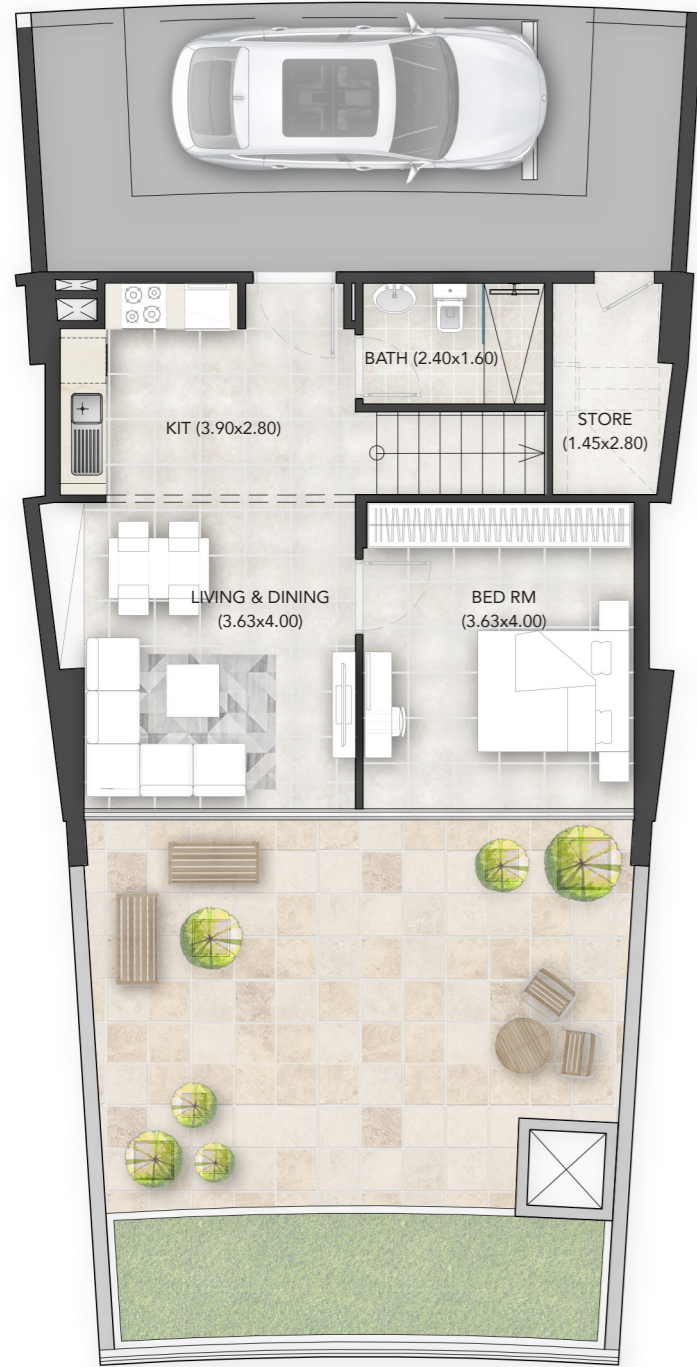 BATH (2.40x1.60)
KIT (3.90x2.80)
STORE
(1.45x2.80)
LIVING & DINING
(3.63x4.00)
BED RM
(3.63x4.00)